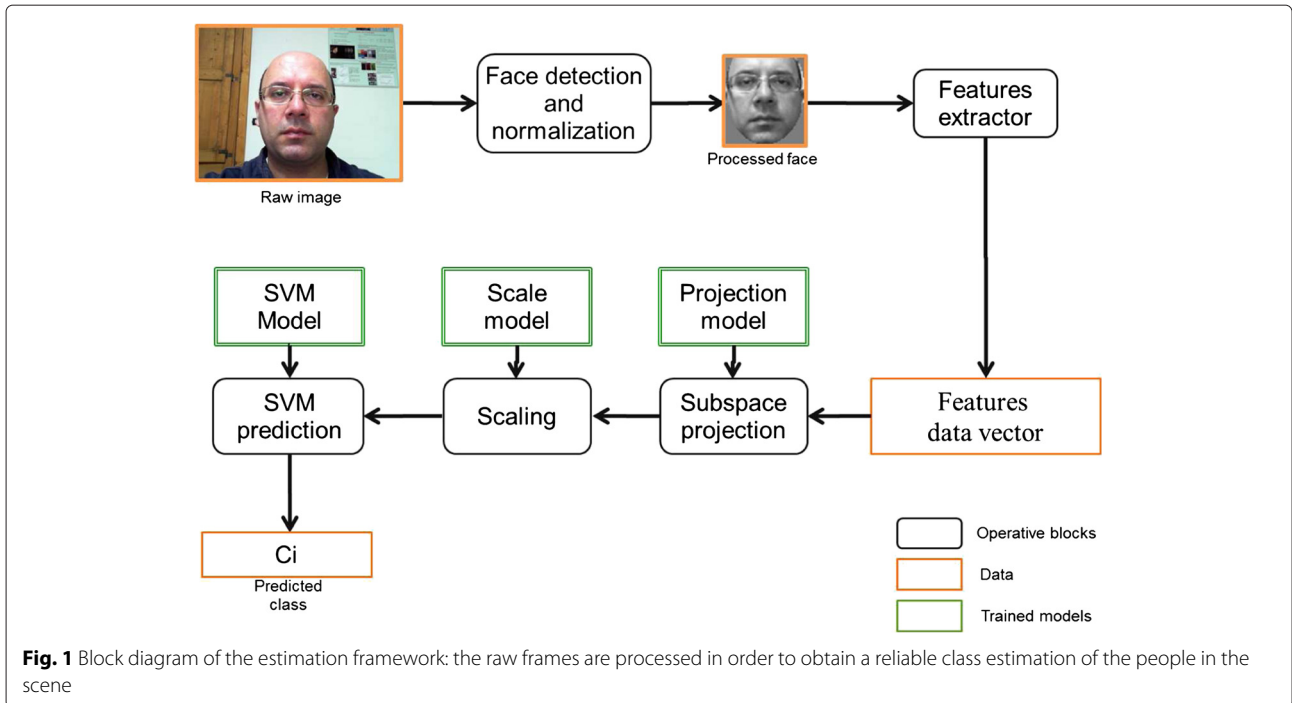 Face detection
and
normalization
Features
extractor
Processed face
Raw image
SVM
Model
Scale
model
Projection
model
SVM
prediction
Scaling
Subspace
projection
Features
data vector
Ci
Predicted
class
Operative blocks
Data
Trained models
Fig. 1 Block diagram of the estimation framework: the raw frames are processed in order to obtain a reliable class estimation of the people in the
scene